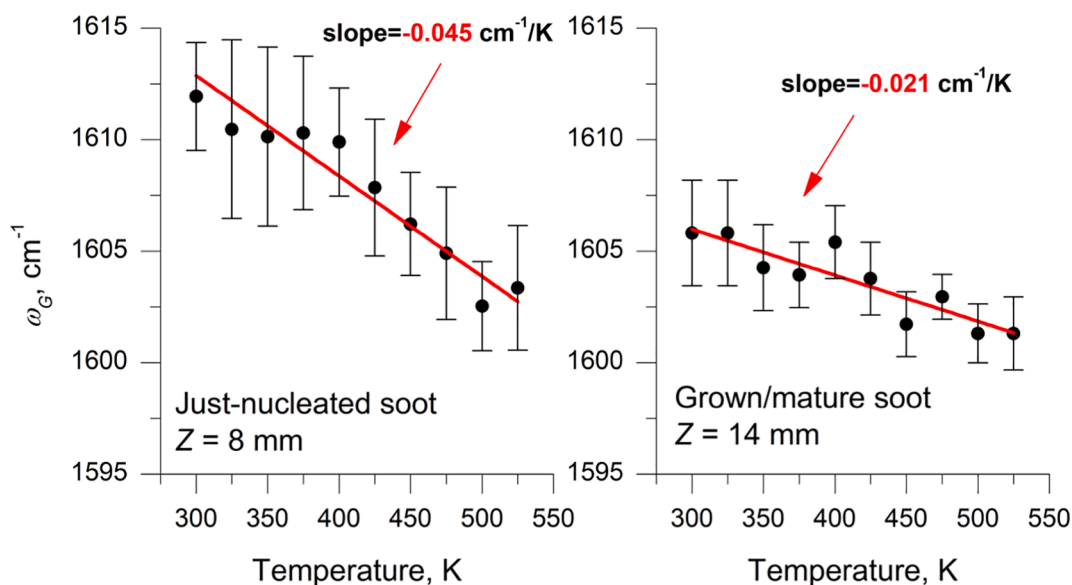 1615
1610
1605
1600
1595
ω_G, cm⁻¹
slope=-0.045 cm⁻¹/K
Just-nucleated soot
Z = 8 mm
300 350 400 450 500 550
Temperature, K
1615
1610
1605
1600
1595
slope=-0.021 cm⁻¹/K
Grown/mature soot
Z = 14 mm
300 350 400 450 500 550
Temperature, K